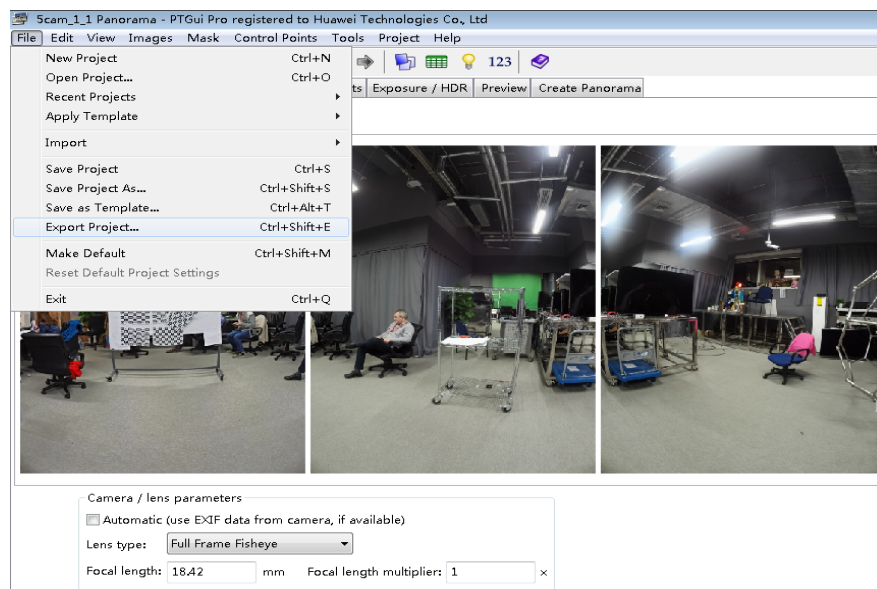 5cam_1_1 Panorama - PTGui Pro registered to Huawei Technologies Co., Ltd
File Edit View Images Mask Control Points Tools Project Help
New Project Ctrl+N
Open Project... Ctrl+O
123
Recent Projects
ts Exposure / HDR Preview Create Panorama
Apply Template
Import
Save Project Ctrl+S
Save Project As... Ctrl+Shift+S
Save as Template... Ctrl+Alt+T
Export Project... Ctrl+Shift+E
Make Default Ctrl+Shift+M
Reset Default Project Settings
Exit Ctrl+Q
Camera / lens parameters
Automatic (use EXIF data from camera, if available)
Lens type: Full Frame Fisheye
Focal length: 18.42 mm Focal length multiplier: 1 x